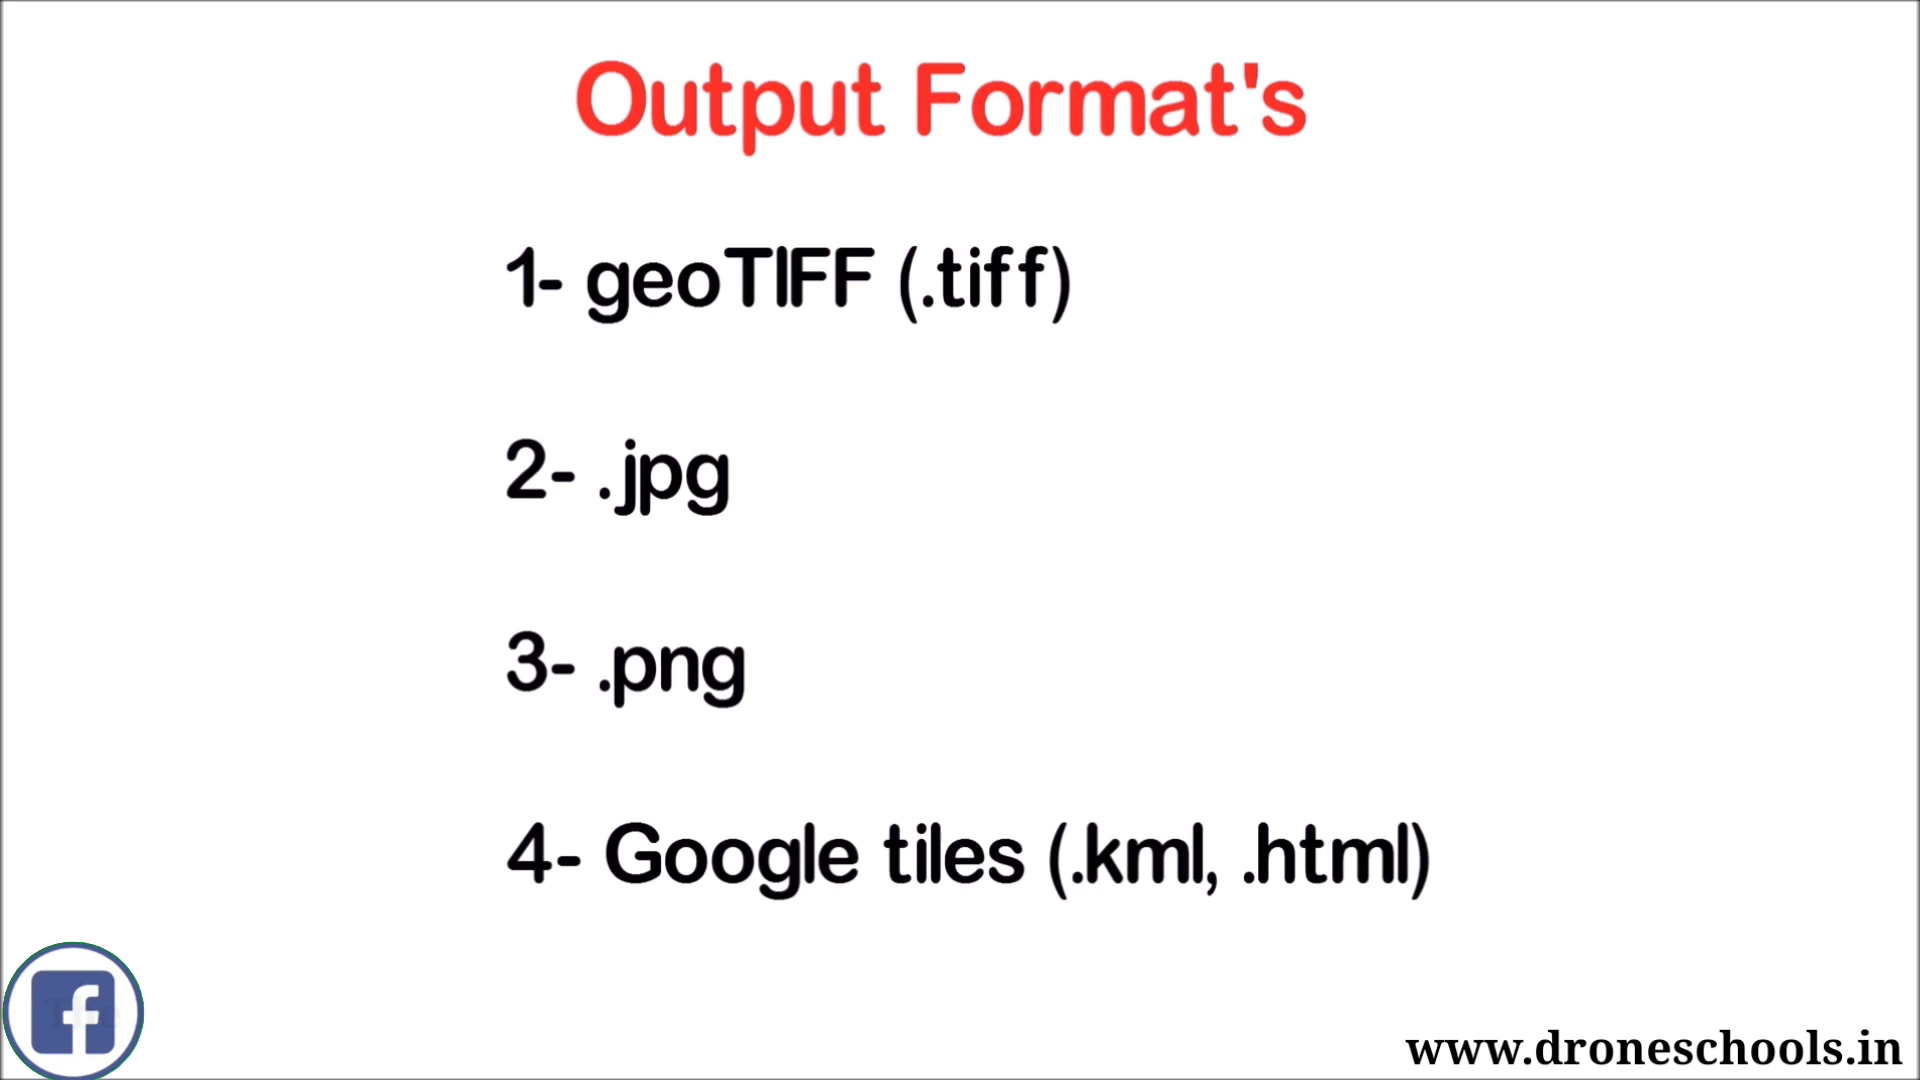 Output Format's
1- geoTIFF (.tiff)
2- .jpg
3- .png
4- Google tiles (.kml, .html)
f
www.droneschools.in